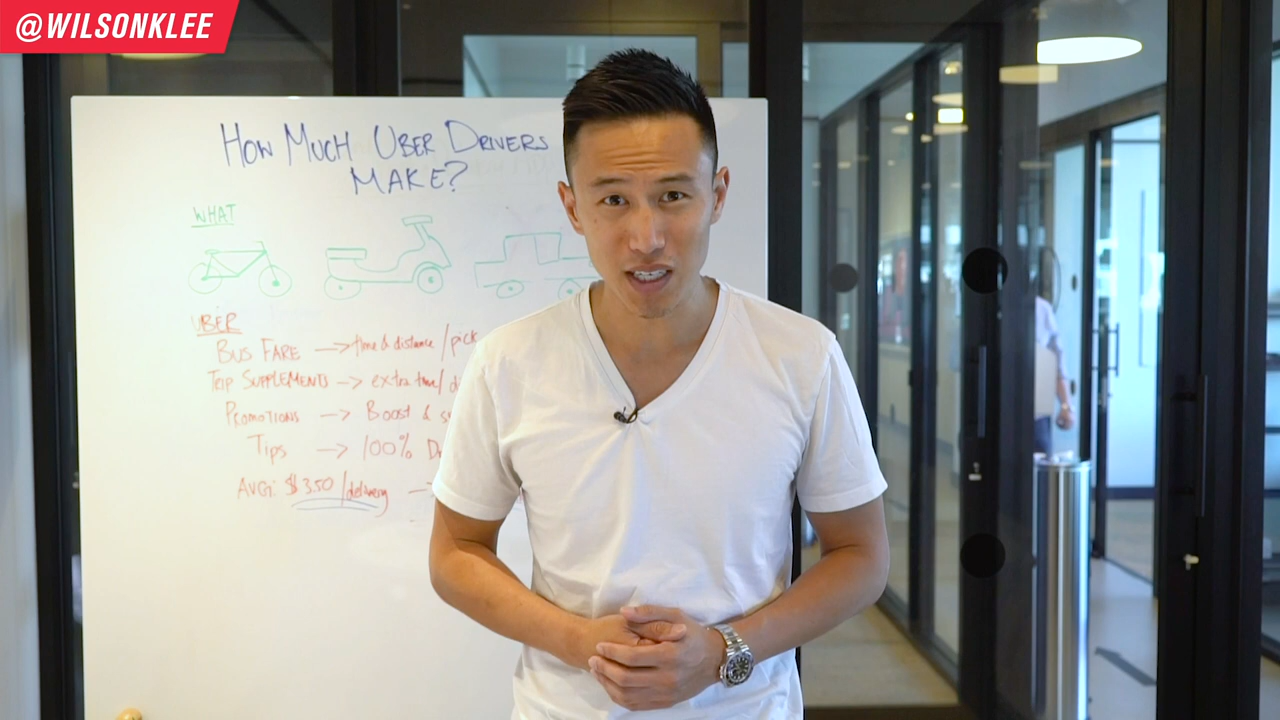 @WILSONKLEE
HOW MUCH UBER DRIVERS
MAKE?
WHAT
UBER
BUS FARE —> time & distance / pick
TRIP SUPPLEMENTS —> extra time /
PROMOTIONS —> Boost &
Tips —> 100%
AVG: $3.50 / delivery —